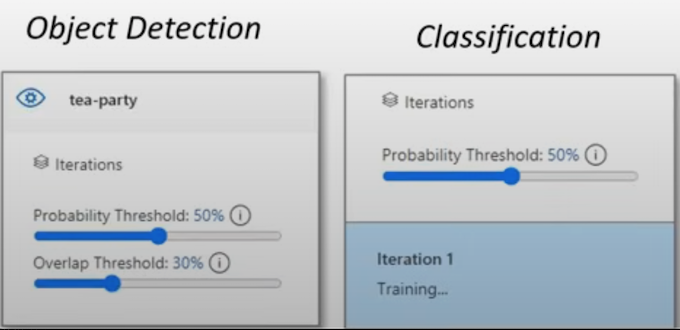 Object Detection
tea-party
Iterations
Probability Threshold: 50%
Overlap Threshold: 30%
Classification
Iterations
Probability Threshold: 50%
Iteration 1
Training...